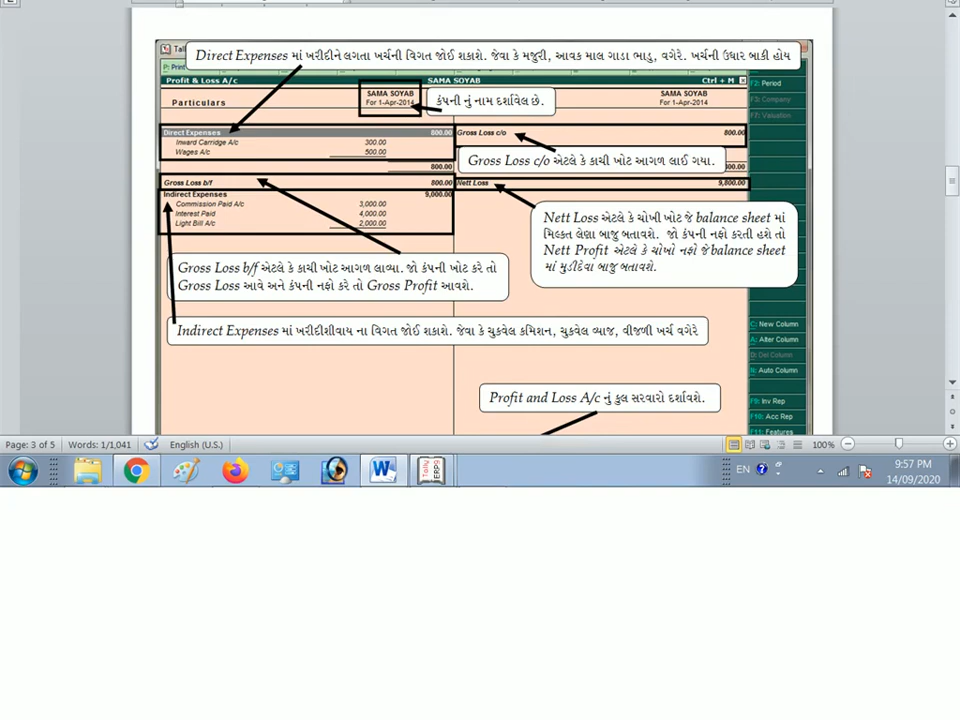 Direct Expenses માં ખરીદીને લગતા ખર્ચની વિગત જોઈ શકાશે. જેવા કે મજુરી, આવક માલ ગાડા ભાડુ, વગેરે. ખર્ચની ઉધાર બાકી હોય
P: Print
Profit & Loss A/c SAMA SOYAB Ctrl + M
F2: Period
F3: Company
F7: Valuation
Particulars
SAMA SOYAB
For 1-Apr-2014
કંપની નું નામ દર્શાવેલ છે.
SAMA SOYAB
For 1-Apr-2014
Direct Expenses 800.00
Inward Carridge A/c 300.00
Wages A/c 500.00
800.00
Gross Loss c/o 800.00
Gross Loss c/o એટલે કે કાચી ખોટ આગળ લાઈ ગયા.
Gross Loss b/f 800.00
Nett Loss 9,800.00
Indirect Expenses 9,000.00
Commission Paid A/c 3,000.00
Interest Paid 4,000.00
Light Bill A/c 2,000.00
Nett Loss એટલે કે ચોખી ખોટ જે balance sheet માં
મિલ્કત લેણા બાજુ બતાવશે. જો કંપની નફો કરતી હશે તો
Nett Profit એટલે કે ચોખો નફો જે balance sheet
માં મુડીદેવા બાજુ બતાવશે.
Gross Loss b/f એટલે કે કાચી ખોટ આગળ લાવ્યા. જો કંપની ખોટ કરે તો
Gross Loss આવે અને કંપની નફો કરે તો Gross Profit આવશે.
Indirect Expenses માં ખરીદીશીવાય ના વિગત જોઈ શકાશે. જેવા કે ચુકવેલ કમિશન, ચુકવેલ વ્યાજ, વીજળી ખર્ચ વગેરે
C: New Column
A: Alter Column
D: Del Column
N: Auto Column
Profit and Loss A/c નું કુલ સરવારો દર્શાવશે.
F9: Inv Rep
F10: Acc Rep
F11: Features
Page: 3 of 5 Words: 1/1,041 English (U.S.) 100%
Tally
ERP9
EN
9:57 PM
14/09/2020